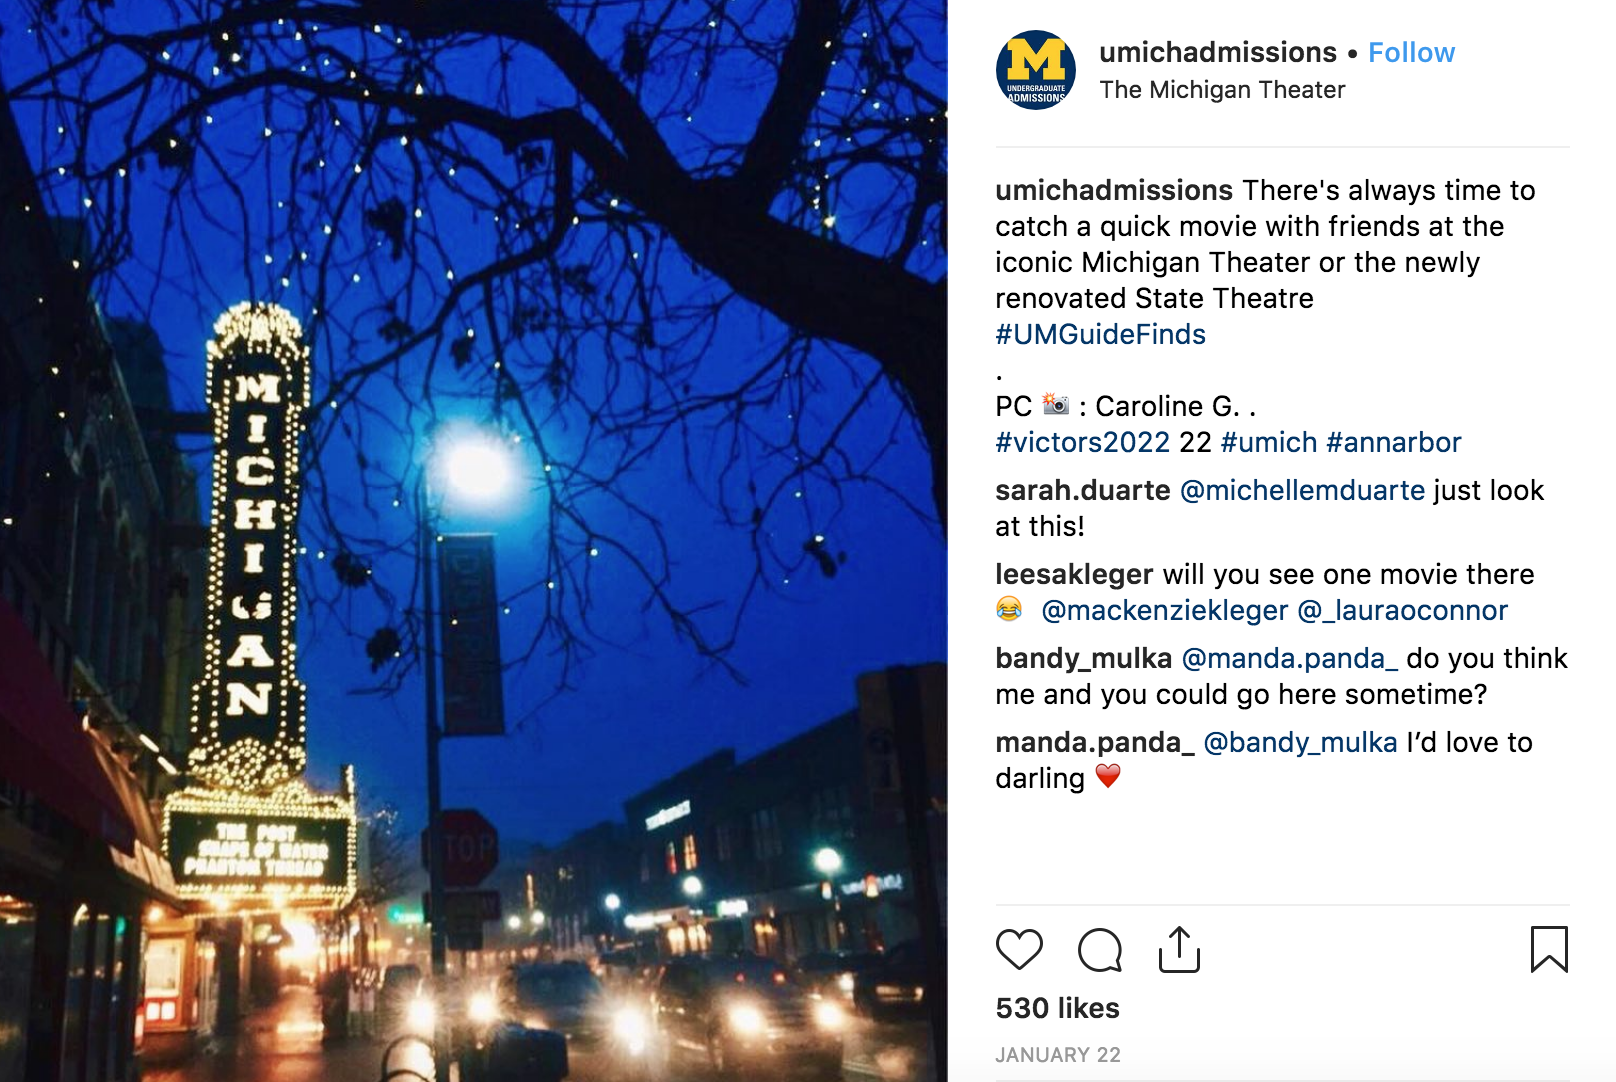 MICHIGAN
THE POST
SHAPE OF WATER
PHANTOM THREAD
STOP
M
UNDERGRADUATE
ADMISSIONS
umichadmissions • Follow
The Michigan Theater
umichadmissions There's always time to
catch a quick movie with friends at the
iconic Michigan Theater or the newly
renovated State Theatre
#UMGuideFinds
.
PC 📸 : Caroline G. .
#victors2022 22 #umich #annarbor
sarah.duarte @michellemduarte just look
at this!
leesakleger will you see one movie there
😂 @mackenziekleger @_lauraoconnor
bandy_mulka @manda.panda_ do you think
me and you could go here sometime?
manda.panda_ @bandy_mulka I’d love to
darling ❤️
530 likes
JANUARY 22